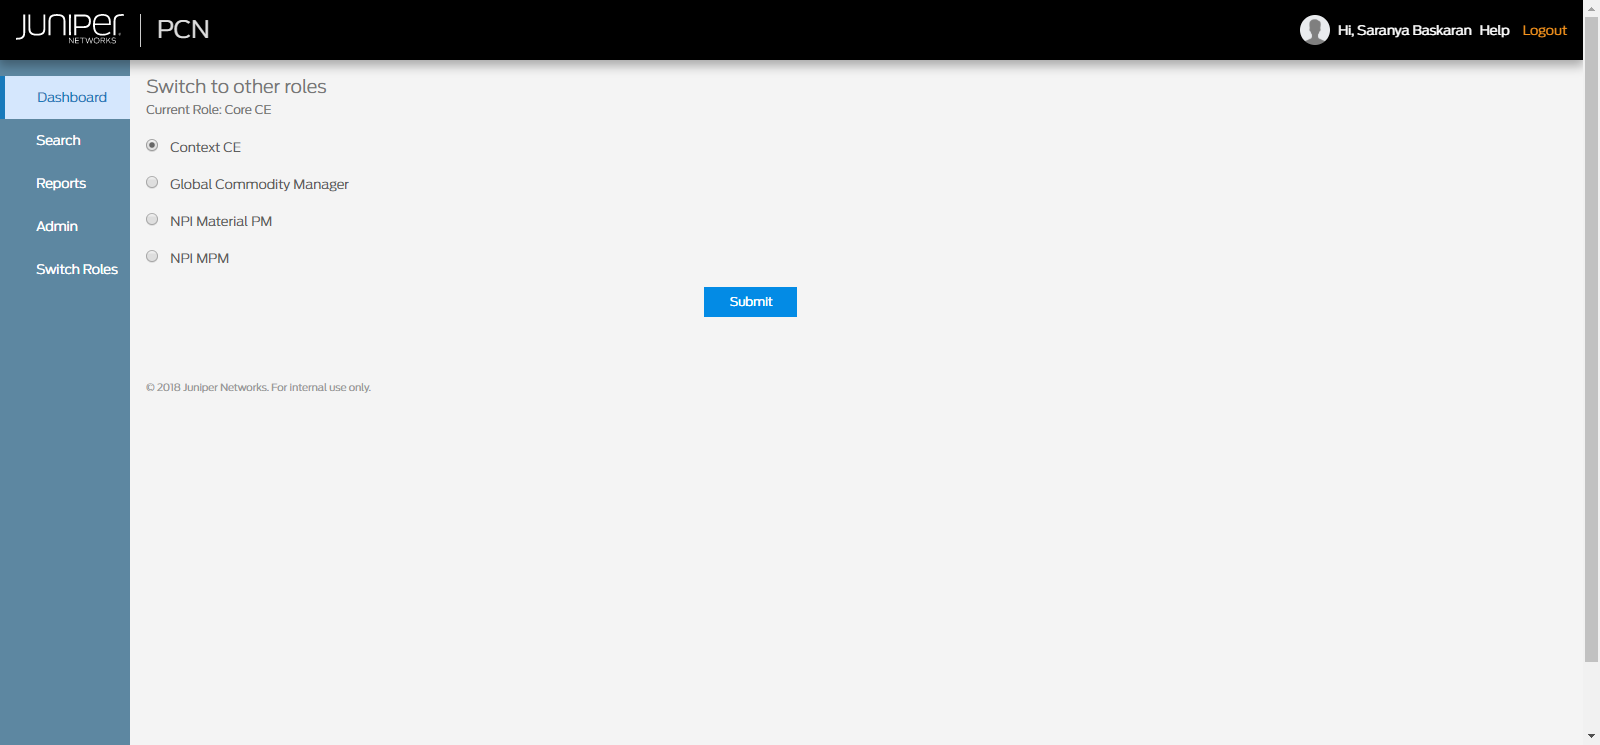 JUNIPER NETWORKS
PCN
Hi, Saranya Baskaran Help Logout
Dashboard
Search
Reports
Admin
Switch Roles
Switch to other roles
Current Role: Core CE
Context CE
Global Commodity Manager
NPI Material PM
NPI MPM
Submit
© 2018 Juniper Networks. For internal use only.